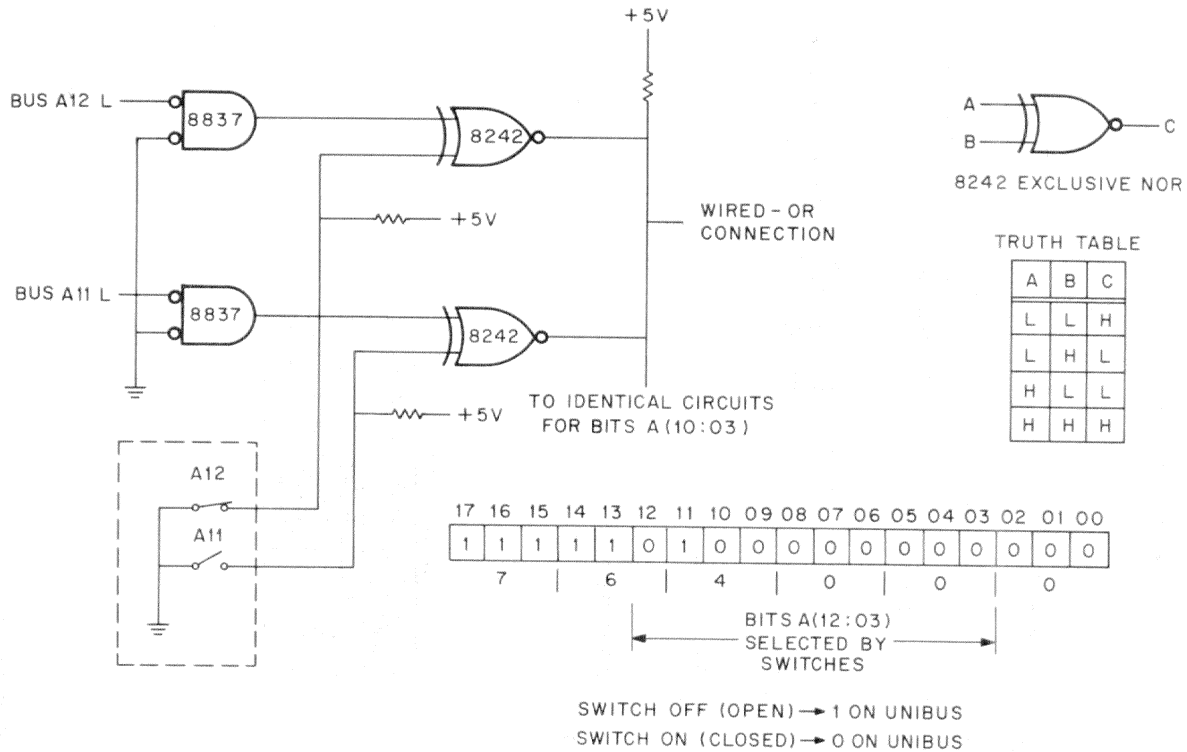 +5V
BUS A12 L
8837
8242
A
B
C
8242 EXCLUSIVE NOR
+5V
WIRED-OR
CONNECTION
TRUTH TABLE
A B C
L L H
L H L
H L L
H H H
BUS A11 L
8837
8242
+5V
TO IDENTICAL CIRCUITS
FOR BITS A(10:03)
A12
A11
17 16 15 14 13 12 11 10 09 08 07 06 05 04 03 02 01 00
1 1 1 1 1 0 1 0 0 0 0 0 0 0 0 0 0 0
7 6 4 0 0 0
BITS A(12:03)
SELECTED BY
SWITCHES
SWITCH OFF (OPEN)→1 ON UNIBUS
SWITCH ON (CLOSED)→0 ON UNIBUS